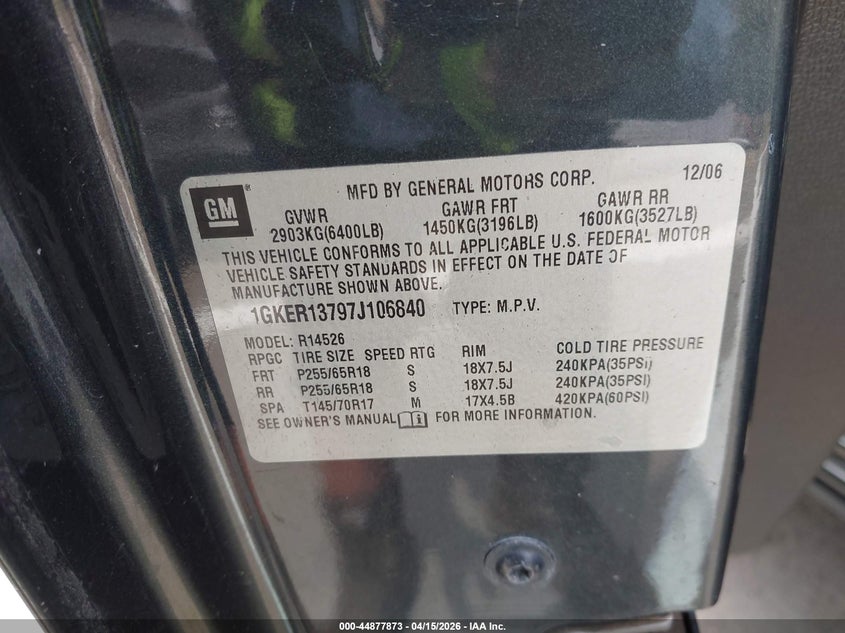 GM ®
MFD BY GENERAL MOTORS CORP. 12/06
GVWR GAWR FRT GAWR RR
2903KG(6400LB) 1450KG(3196LB) 1600KG(3527LB)
THIS VEHICLE CONFORMS TO ALL APPLICABLE U.S. FEDERAL MOTOR
VEHICLE SAFETY STANDARDS IN EFFECT ON THE DATE OF
MANUFACTURE SHOWN ABOVE.
1GKER13797J106840 TYPE: M.P.V.
MODEL: R14526
RPGC TIRE SIZE SPEED RTG RIM COLD TIRE PRESSURE
FRT P255/65R18 S 18X7.5J 240KPA(35PSI)
RR P255/65R18 S 18X7.5J 240KPA(35PSI)
SPA T145/70R17 M 17X4.5B 420KPA(60PSI)
SEE OWNER'S MANUAL FOR MORE INFORMATION.
000-44877873 - 04/15/2026 - IAA Inc.